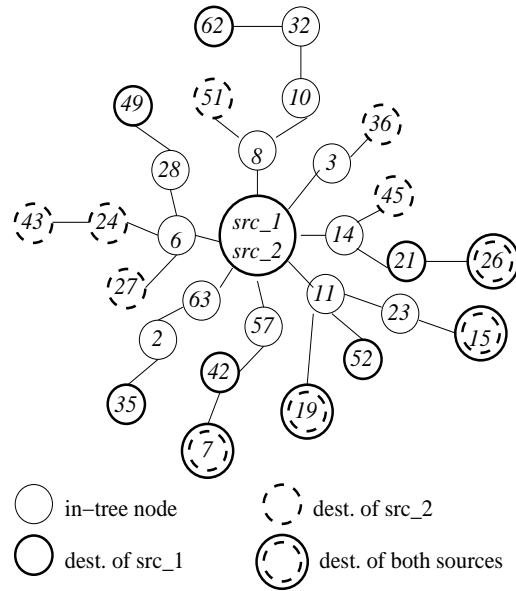 62 32
51 10
49 36
8 3
28 45
src_1
43 24 6 14
src_2 21 26
27 63 11
57 23
2 15
52
42
35 19
7
in−tree node dest. of src_2
dest. of src_1 dest. of both sources